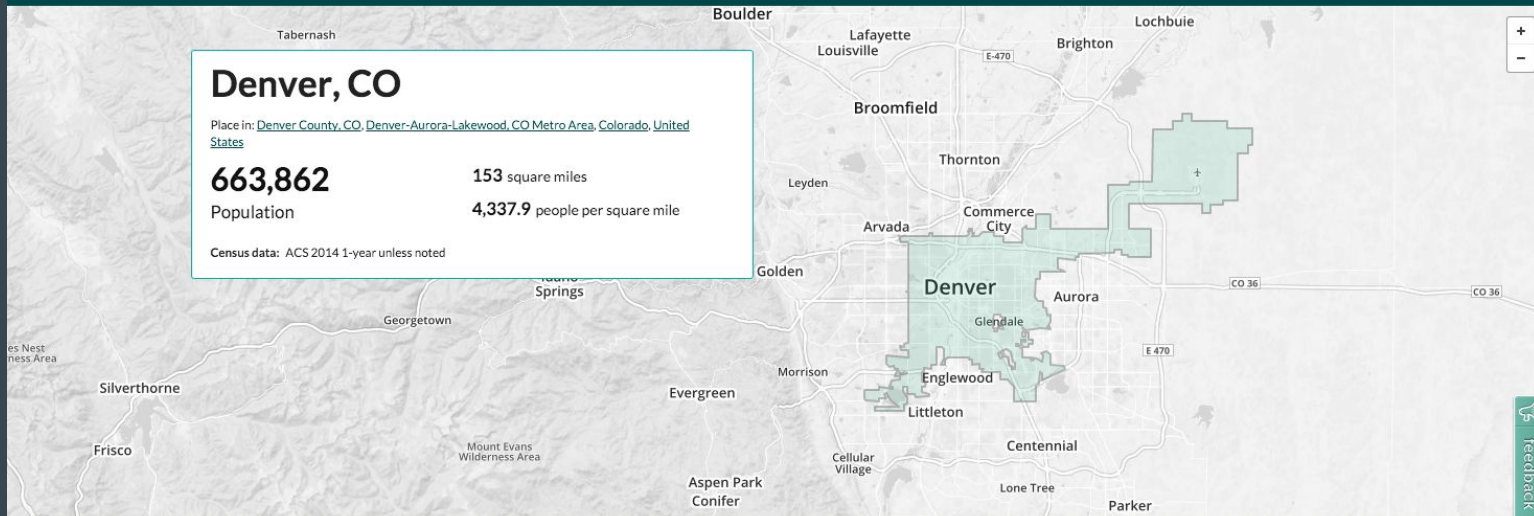 Boulder
Lochbuie
Tabernash
Lafayette
Louisville
Brighton
E-470
+
−
Denver, CO
Place in: Denver County, CO, Denver-Aurora-Lakewood, CO Metro Area, Colorado, United
States
663,862
Population
153 square miles
4,337.9 people per square mile
Census data: ACS 2014 1-year unless noted
Broomfield
Thornton
Leyden
Commerce
City
Arvada
Golden
Springs
Denver
Aurora
CO 36
CO 36
Georgetown
Glendale
es Nest
ness Area
E 470
Silverthorne
Morrison
Englewood
Evergreen
Littleton
Frisco
Mount Evans
Wilderness Area
Centennial
Cellular
Village
Aspen Park
Conifer
Lone Tree
Parker
feedback